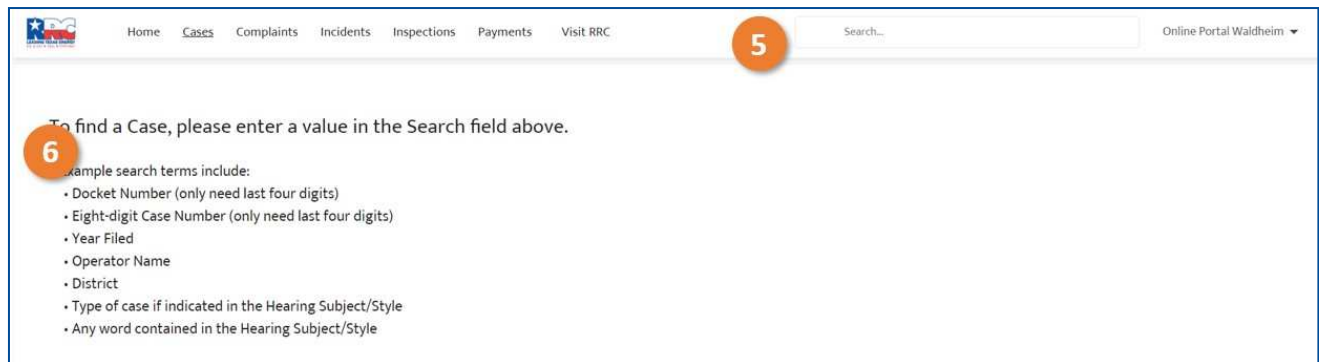 RRC
Home Cases Complaints Incidents Inspections Payments Visit RRC
5
Search...
Online Portal Waldheim
To find a Case, please enter a value in the Search field above.
6
xample search terms include:
• Docket Number (only need last four digits)
• Eight-digit Case Number (only need last four digits)
• Year Filed
• Operator Name
• District
• Type of case if indicated in the Hearing Subject/Style
• Any word contained in the Hearing Subject/Style